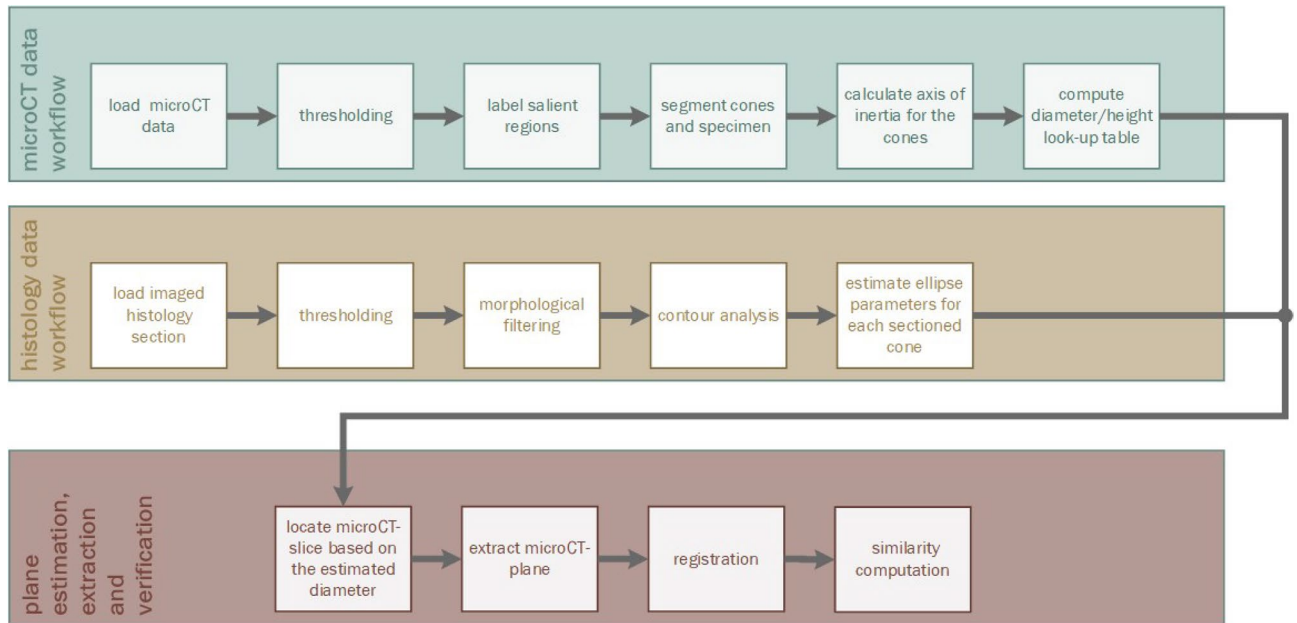 microCT data
workflow
load microCT
data
thresholding
label salient
regions
segment cones
and specimen
calculate axis of
inertia for the
cones
compute
diameter/height
look-up table
histology data
workflow
load imaged
histology
section
thresholding
morphological
filtering
contour analysis
estimate ellipse
parameters for
each sectioned
cone
plane
estimation,
extraction
and
verification
locate microCT-
slice based on
the estimated
diameter
extract microCT-
plane
registration
similarity
computation